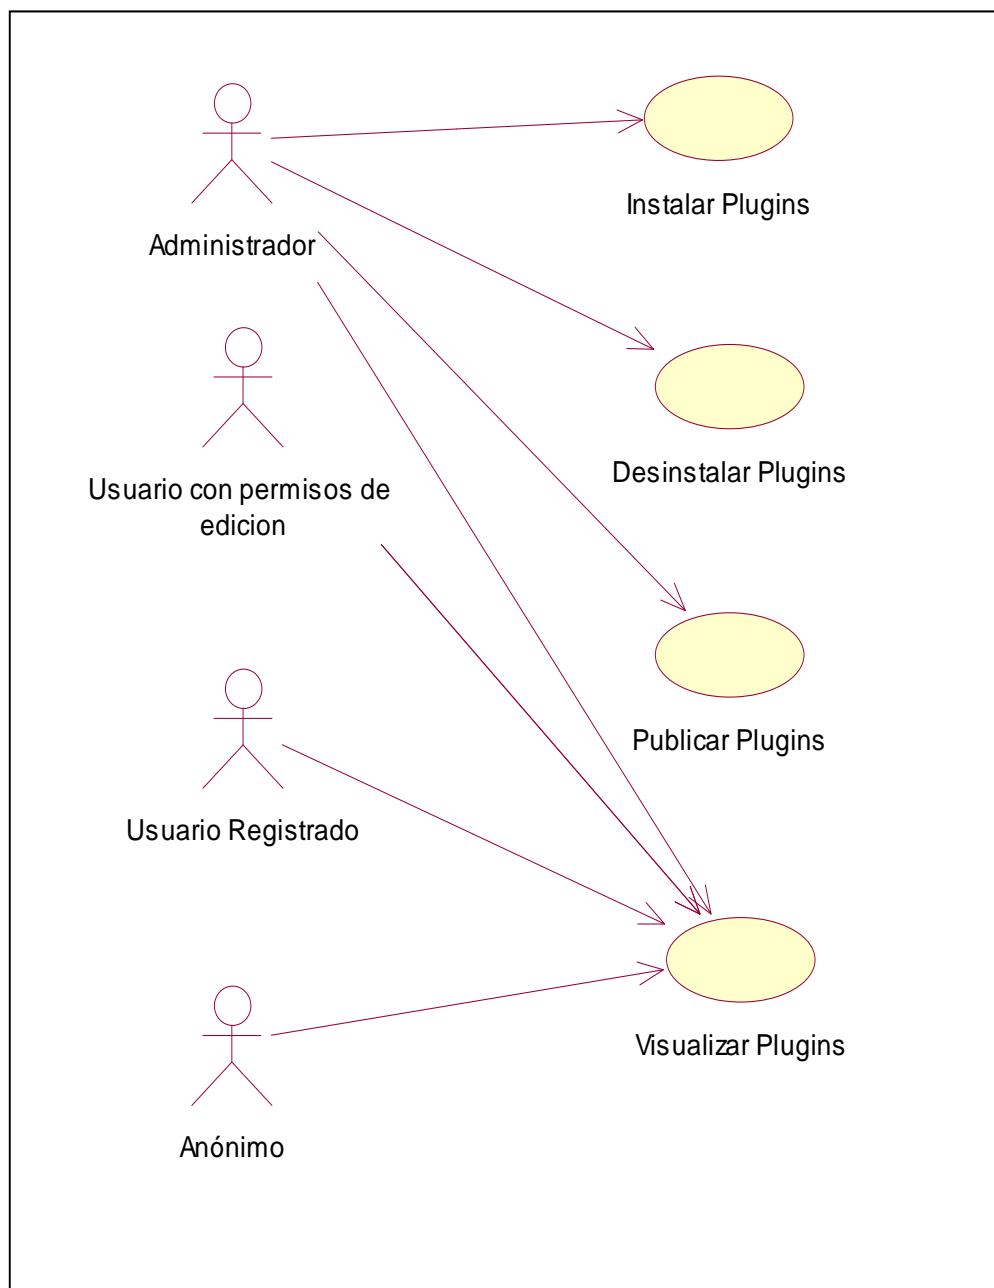 Instalar Plugins
Administrador
Desinstalar Plugins
Usuario con permisos de
edicion
Publicar Plugins
Usuario Registrado
Visualizar Plugins
Anónimo